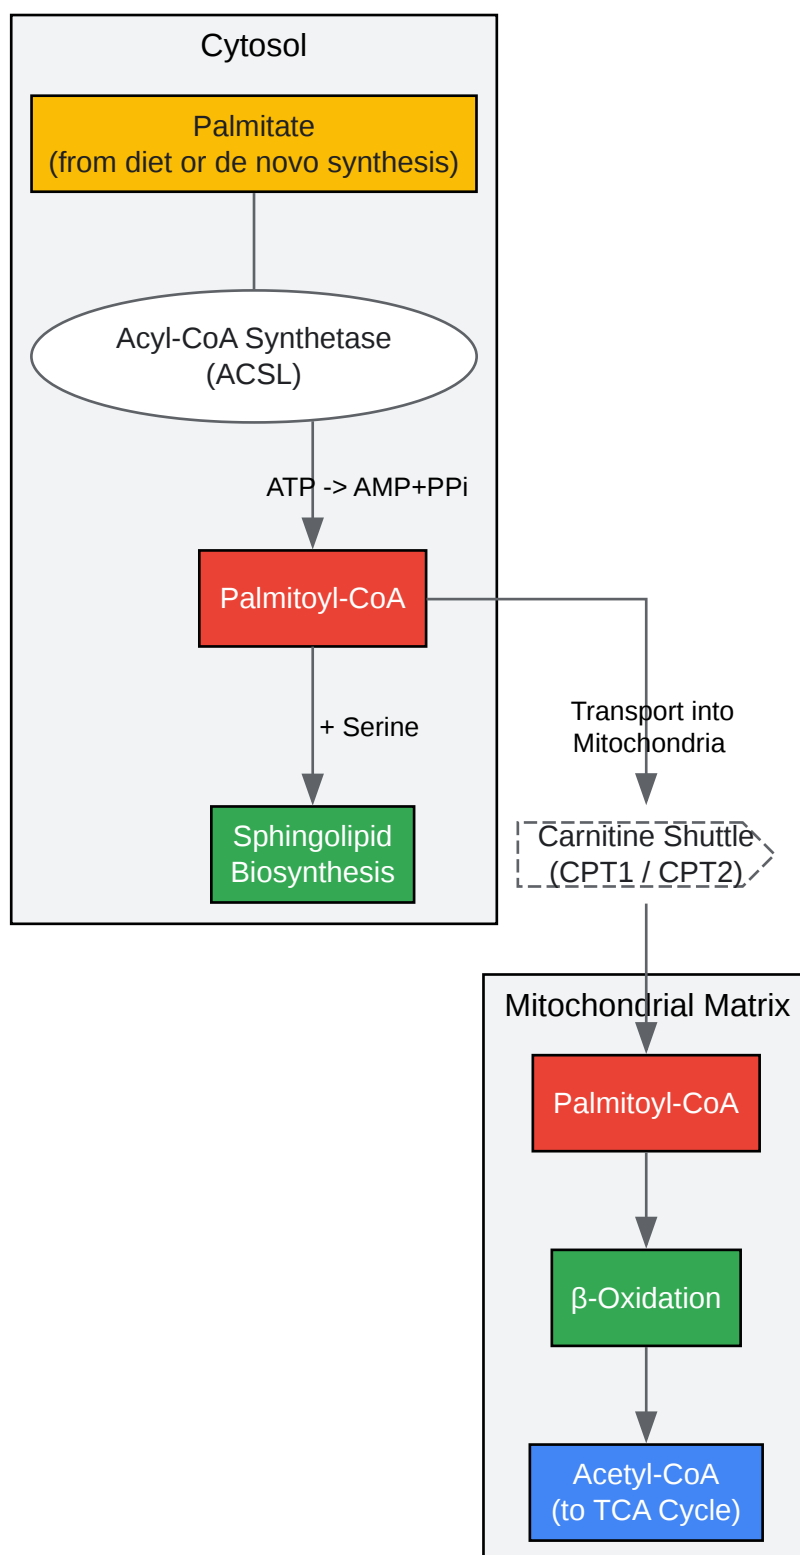 Cytosol
Palmitate
(from diet or de novo synthesis)
Acyl-CoA Synthetase
(ACSL)
ATP -> AMP+PPi
Palmitoyl-CoA
+ Serine
Sphingolipid
Biosynthesis
Transport into
Mitochondria
Carnitine Shuttle
(CPT1 / CPT2)
Mitochondrial Matrix
Palmitoyl-CoA
β-Oxidation
Acetyl-CoA
(to TCA Cycle)